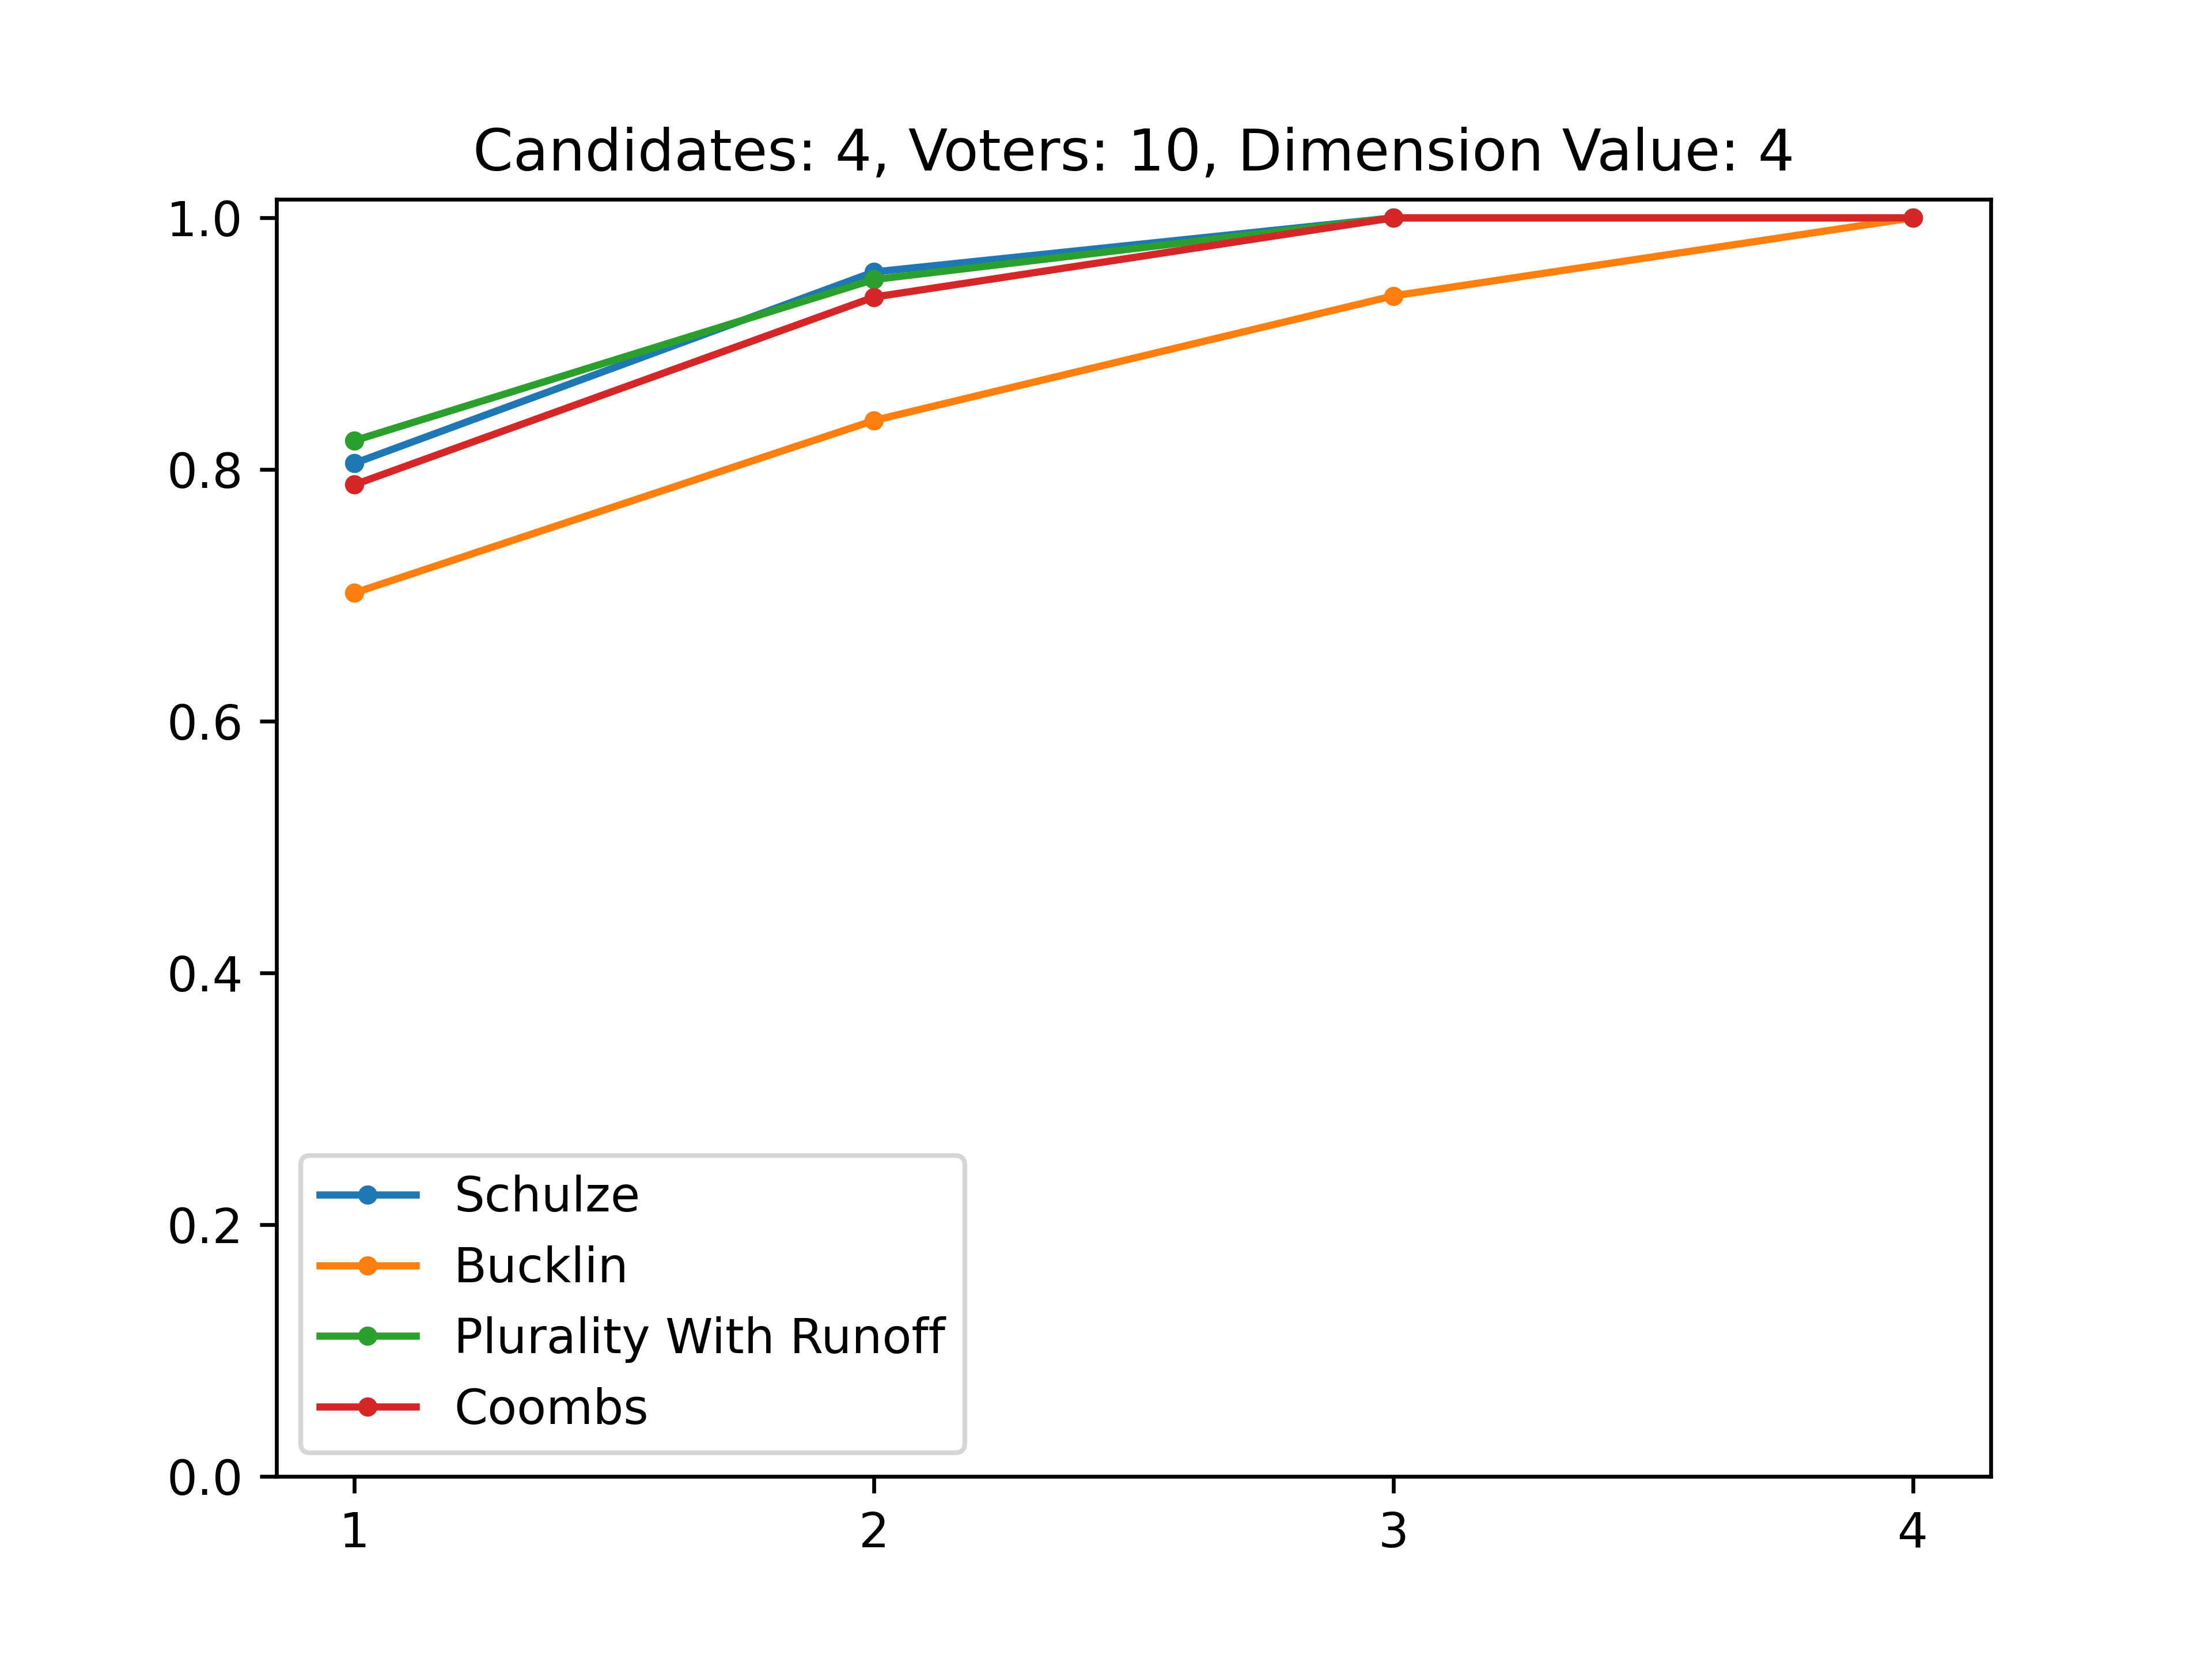 Candidates: 4, Voters: 10, Dimension Value: 4
1.0
0.8
0.6
0.4
0.2
0.0
Schulze
Bucklin
Plurality With Runoff
Coombs
1 2 3 4